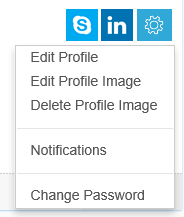 in
Edit Profile
Edit Profile Image
Delete Profile Image
Notifications
Change Password